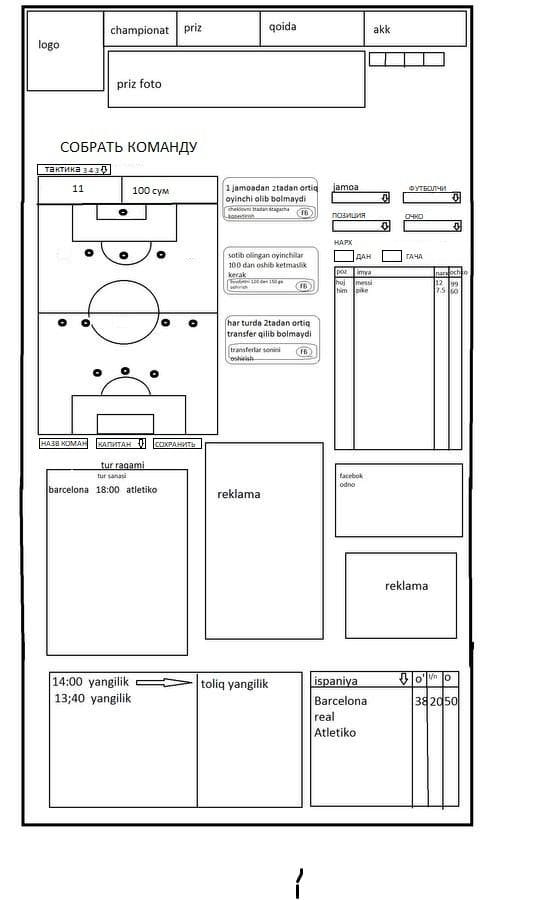 logo
championat
priz
qoida
akk
priz foto
СОБРАТЬ КОМАНДУ
тактика 3 4 3
11
100 сум
1 jamoadan 2tadan ortiq
oyinchi olib bolmaydi
cheklovni 3tadan 6tagacha
kopaytirish
FB
sotib olingan oyinchilar
100 dan oshib ketmaslik
kerak
byudjetni 100 dan 150 ga
oshirish
FB
har turda 2tadan ortiq
transfer qilib bolmaydi
transferlar sonini
oshirish
FB
jamoa
ФУТБОЛЧИ
ПОЗИЦИЯ
ОЧКО
НАРХ
ДАН
ГАЧА
poz imya narx ochko
huj messi 12 99
him pike 7.5 60
НАЗВ КОМАН
КАПИТАН
СОХРАНИТЬ
tur raqami
tur sanasi
barcelona 18:00 atletiko
reklama
facebok
odno
reklama
14:00 yangilik
13;40 yangilik
toliq yangilik
ispaniya o' t/n o
Barcelona 38 20 50
real
Atletiko